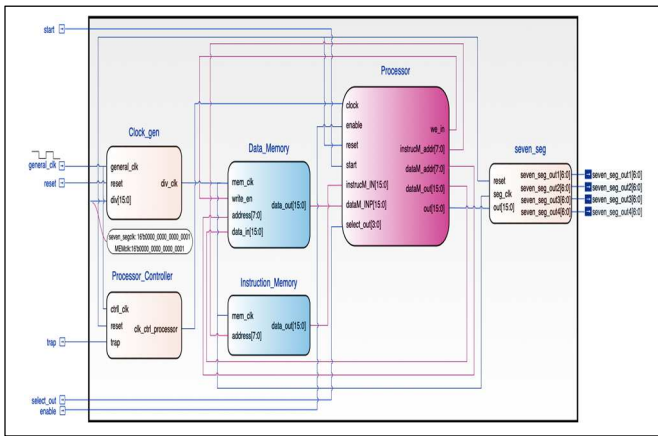 start
general_clk
reset
trap
select_out
enable
Clock_gen
general_clk
reset
div[15:0]
div_clk
seven_segclk: 16'b0000_0000_0000_0001
MEMclk:16'b0000_0000_0000_0001
Processor_Controller
ctrl_clk
reset
trap
clk_ctrl_processor
Data_Memory
mem_clk
write_en
address[7:0]
data_in[15:0]
data_out[15:0]
Instruction_Memory
mem_clk
address[7:0]
data_out[15:0]
Processor
clock
enable
reset
start
instrucM_IN[15:0]
dataM_INP[15:0]
select_out[3:0]
we_in
instrucM_addr[7:0]
dataM_addr[7:0]
dataM_out[15:0]
out[15:0]
seven_seg
reset
seg_clk
out[15:0]
seven_seg_out1[6:0]
seven_seg_out2[6:0]
seven_seg_out3[6:0]
seven_seg_out4[6:0]
seven_seg_out1[6:0]
seven_seg_out2[6:0]
seven_seg_out3[6:0]
seven_seg_out4[6:0]